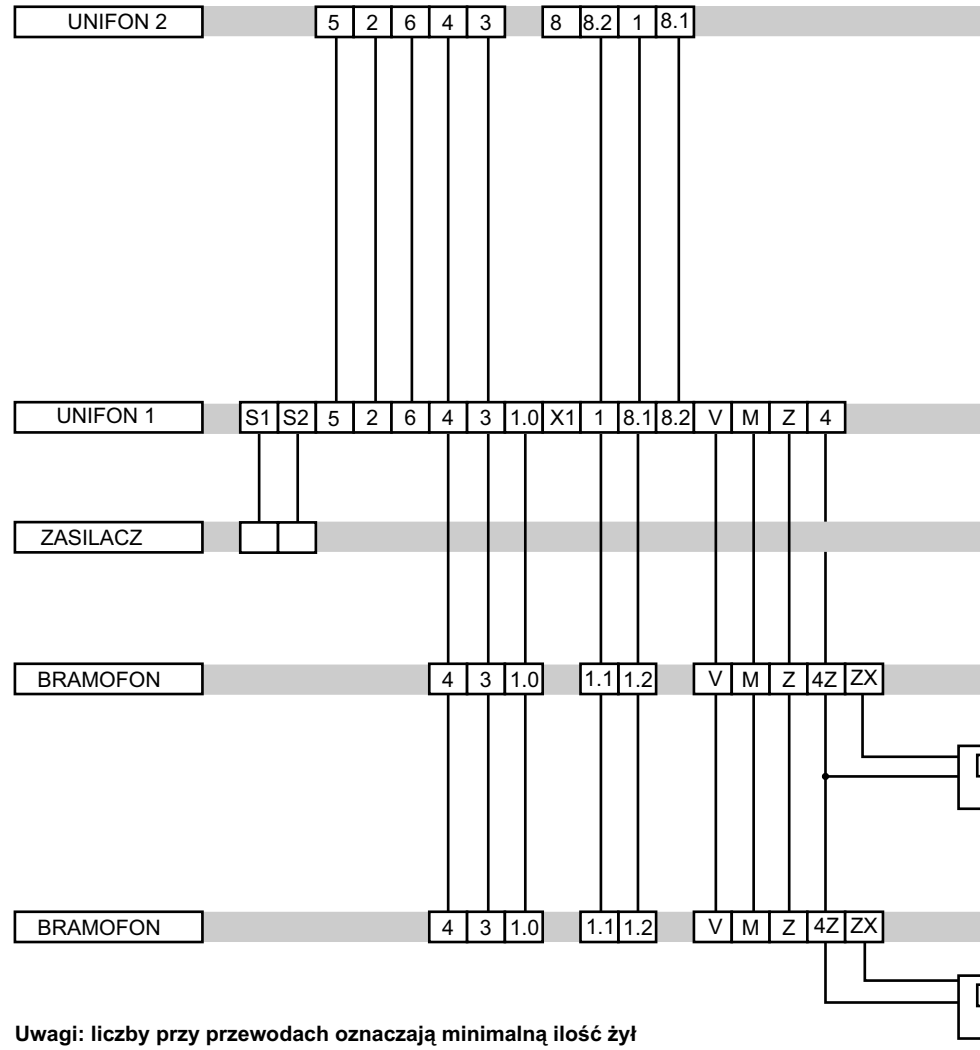 UNIFON 2 5 2 6 4 3 8 8.2 1 8.1
UNIFON 1 S1 S2 5 2 6 4 3 1.0 X1 1 8.1 8.2 V M Z 4
ZASILACZ
BRAMOFON 4 3 1.0 1.1 1.2 V M Z 4Z ZX
BRAMOFON 4 3 1.0 1.1 1.2 V M Z 4Z ZX
Uwagi: liczby przy przewodach oznaczają minimalną ilość żył